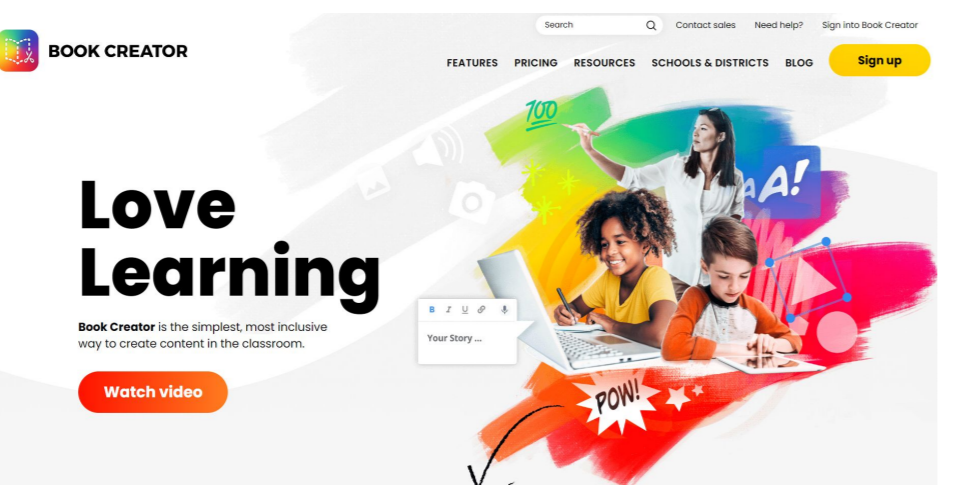 Search
Contact sales
Need help?
Sign into Book Creator
BOOK CREATOR
FEATURES
PRICING
RESOURCES
SCHOOLS & DISTRICTS
BLOG
Sign up
100
AA!
Love
Learning
Book Creator is the simplest, most inclusive
way to create content in the classroom.
B I U
Your Story ...
Watch video
POW!